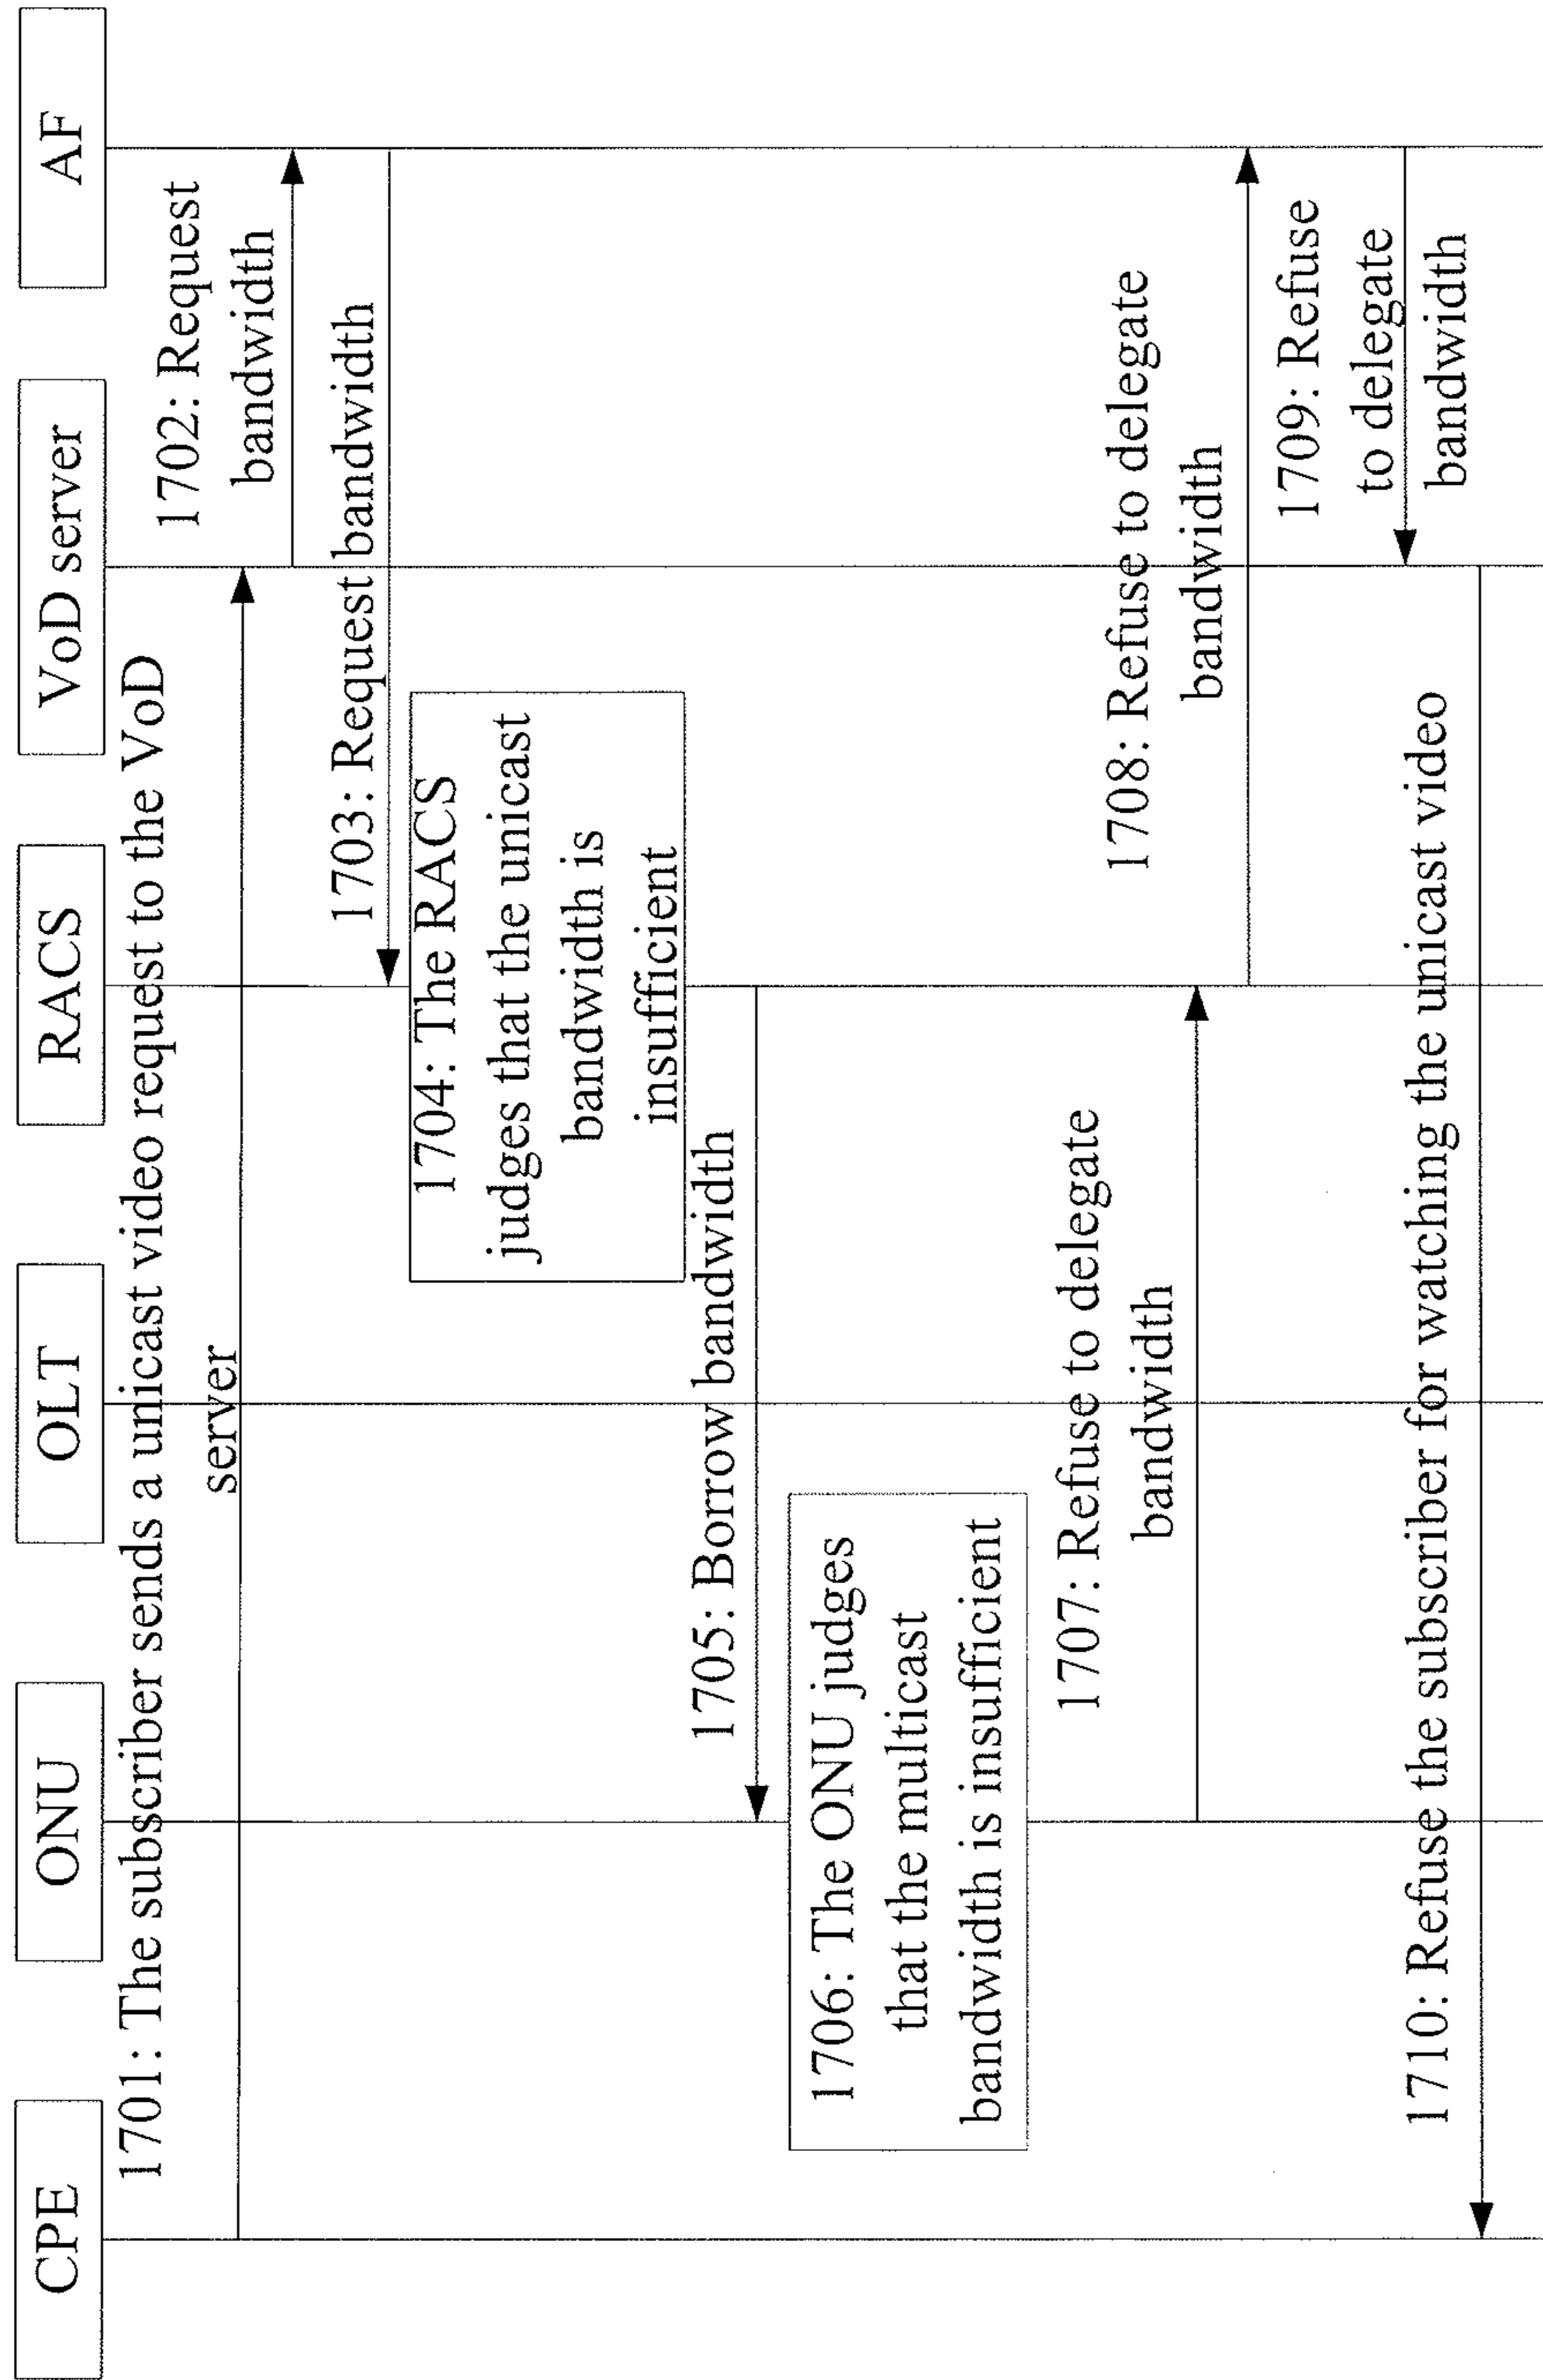 CPE
ONU
OLT
RACS
VoD server
AF
1701: The subscriber sends a unicast video request to the VoD
server
1702: Request
bandwidth
1703: Request bandwidth
1704: The RACS
judges that the unicast
bandwidth is
insufficient
1705: Borrow bandwidth
1706: The ONU judges
that the multicast
bandwidth is insufficient
1707: Refuse to delegate
bandwidth
1708: Refuse to delegate
bandwidth
1709: Refuse
to delegate
bandwidth
1710: Refuse the subscriber for watching the unicast video